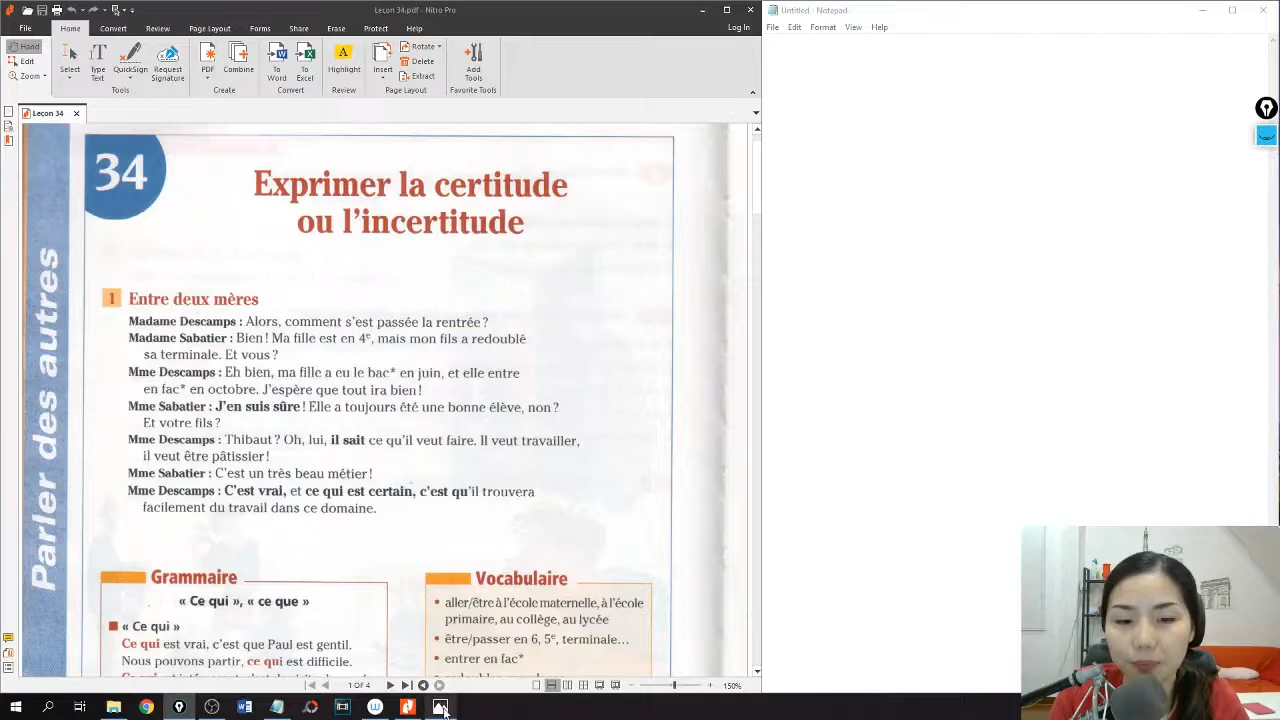 Leçon 34.pdf - Nitro Pro
File Home Convert Review Page Layout Forms Share Erase Protect Help Log In
Hand
Edit
Zoom
Select
Type Text
QuickSign
Request Signature
Tools
PDF
Combine
Create
To Word
To Excel
Convert
Highlight
Review
Insert
Rotate
Delete
Extract
Page Layout
Add Tools
Favorite Tools
Leçon 34
34
Exprimer la certitude
ou l'incertitude
Parler des autres
1 Entre deux mères
Madame Descamps : Alors, comment s'est passée la rentrée ?
Madame Sabatier : Bien ! Ma fille est en 4e, mais mon fils a redoublé
sa terminale. Et vous ?
Mme Descamps : Eh bien, ma fille a eu le bac* en juin, et elle entre
en fac* en octobre. J'espère que tout ira bien !
Mme Sabatier : J'en suis sûre ! Elle a toujours été une bonne élève, non ?
Et votre fils ?
Mme Descamps : Thibaut ? Oh, lui, il sait ce qu'il veut faire. Il veut travailler,
il veut être pâtissier !
Mme Sabatier : C'est un très beau métier !
Mme Descamps : C'est vrai, et ce qui est certain, c'est qu'il trouvera
facilement du travail dans ce domaine.
Grammaire
« Ce qui », « ce que »
« Ce qui »
Ce qui est vrai, c'est que Paul est gentil.
Nous pouvons partir, ce qui est difficile.
Vocabulaire
• aller/être à l'école maternelle, à l'école
primaire, au collège, au lycée
• être/passer en 6, 5e, terminale...
• entrer en fac*
1 OF 4
150%
Untitled - Notepad
File Edit Format View Help